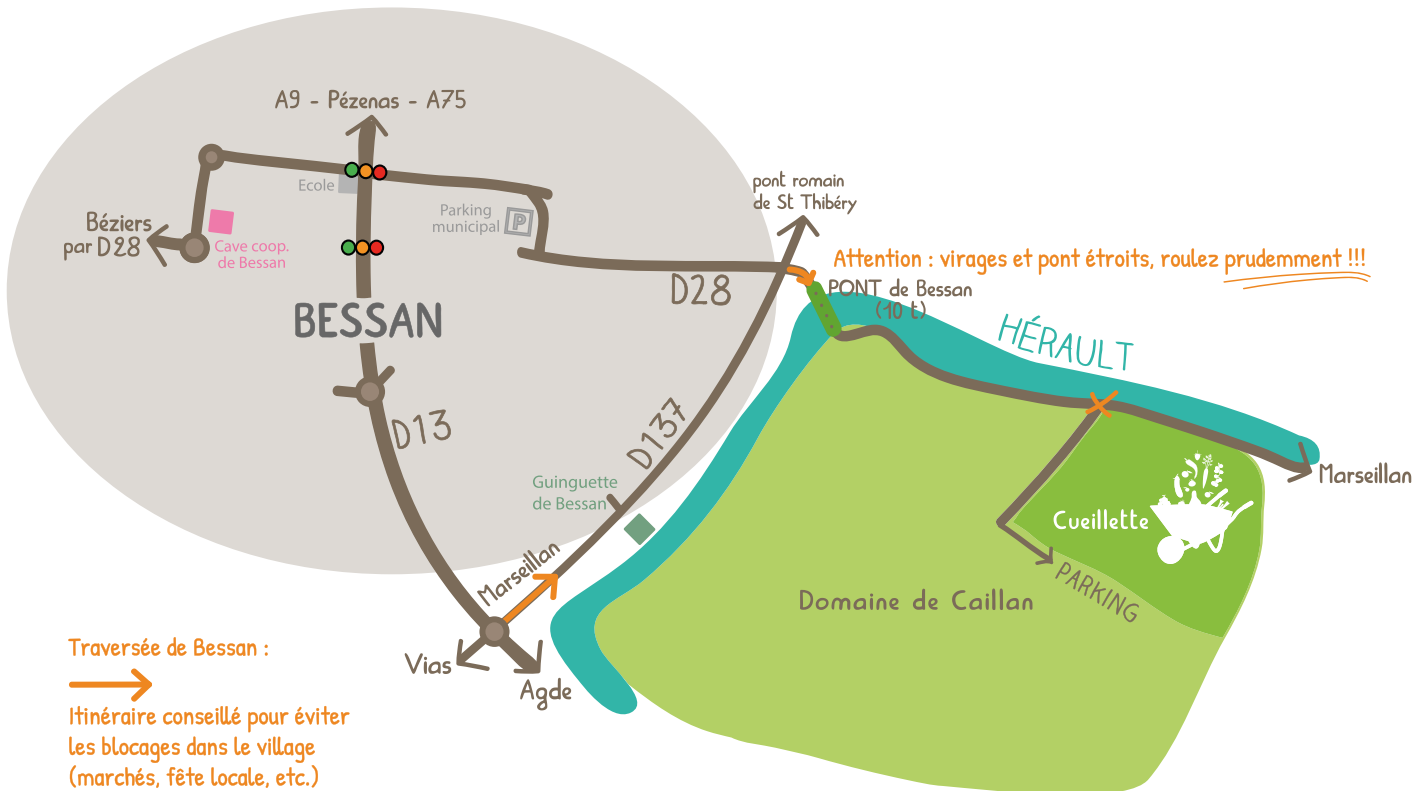 A9 - Pézenas - A75
Ecole
Parking
municipal
P
Béziers
par D28
Cave coop.
de Bessan
pont romain
de St Thibéry
Attention : virages et pont étroits, roulez prudemment !!!
D28
PONT de Bessan
(10 t)
BESSAN
HÉRAULT
D13
D137
Guinguette
de Bessan
Marseillan
Cueillette
Marseillan
PARKING
Domaine de Caillan
Vias
Agde
Traversée de Bessan :
Itinéraire conseillé pour éviter
les blocages dans le village
(marchés, fête locale, etc.)